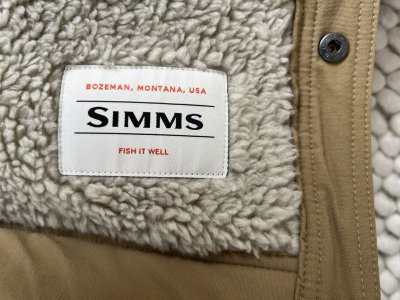 BOZEMAN, MONTANA, USA
SIMMS
FISH IT WELL